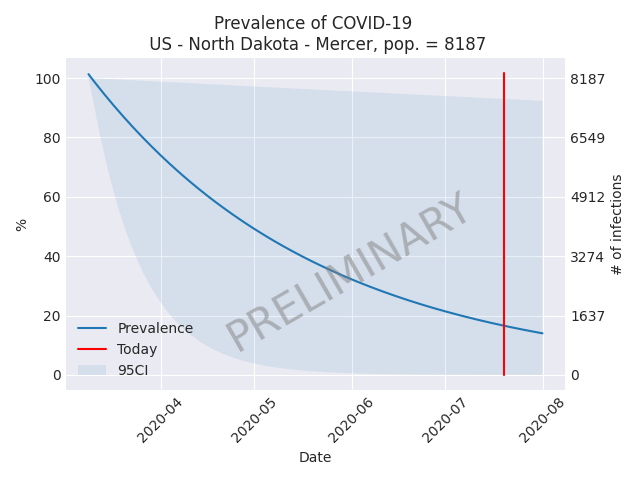 Prevalence of COVID-19
US - North Dakota - Mercer, pop. = 8187
100
80
60
40
20
0
%
8187
6549
4912
3274
1637
0
# of infections
PRELIMINARY
Prevalence
Today
95CI
2020-04
2020-05
2020-06
2020-07
2020-08
Date